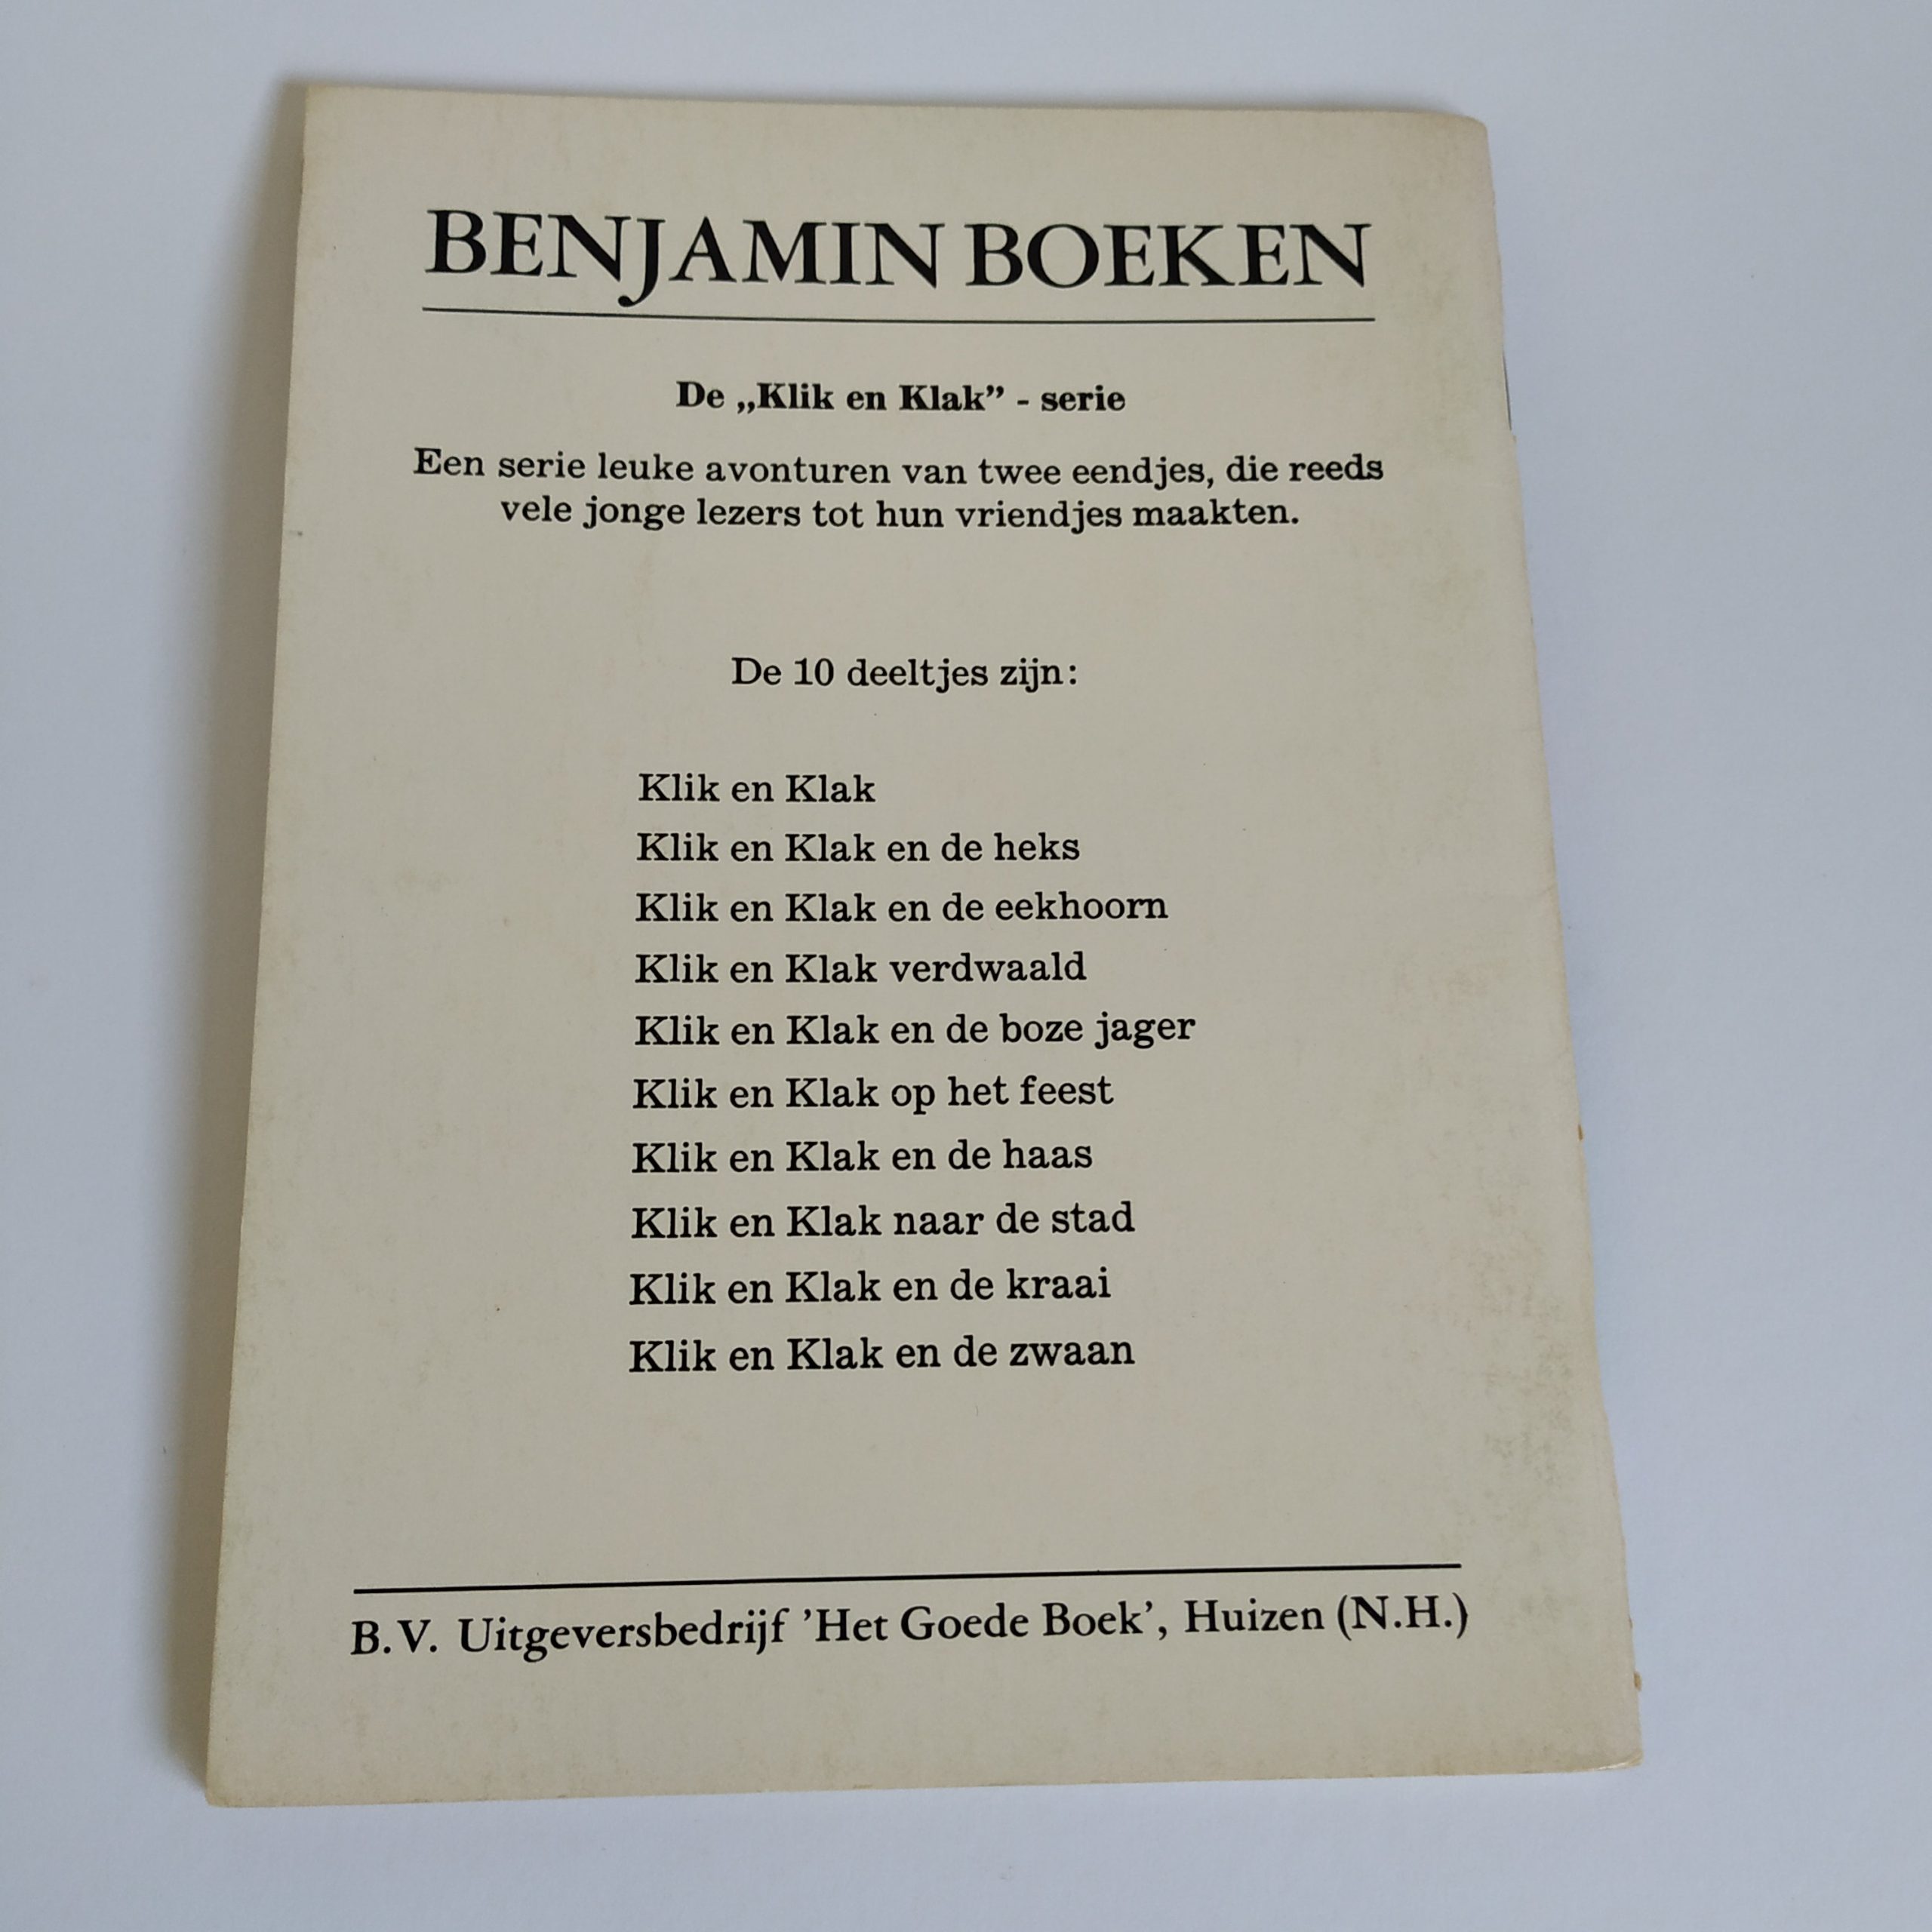 BENJAMIN BOEKEN
De „Klik en Klak” - serie
Een serie leuke avonturen van twee eendjes, die reeds
vele jonge lezers tot hun vriendjes maakten.
De 10 deeltjes zijn:
Klik en Klak
Klik en Klak en de heks
Klik en Klak en de eekhoorn
Klik en Klak verdwaald
Klik en Klak en de boze jager
Klik en Klak op het feest
Klik en Klak en de haas
Klik en Klak naar de stad
Klik en Klak en de kraai
Klik en Klak en de zwaan
B.V. Uitgeversbedrijf ’Het Goede Boek’, Huizen (N.H.)